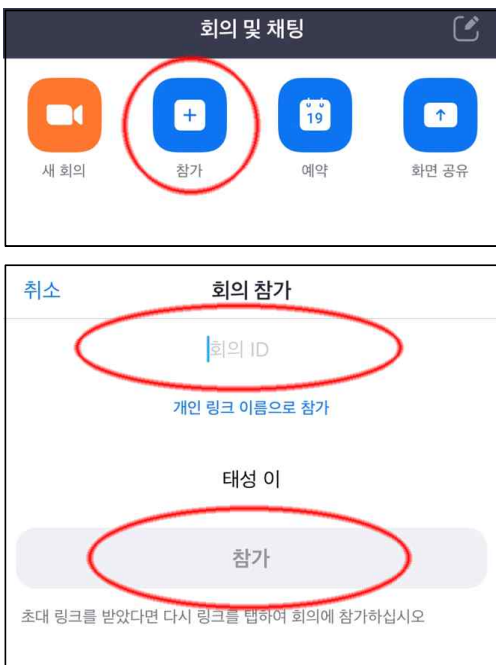 회의 및 채팅
19
새 회의 참가 예약 화면 공유
취소 회의 참가
회의 ID
개인 링크 이름으로 참가
태성 이
참가
초대 링크를 받았다면 다시 링크를 탭하여 회의에 참가하십시오